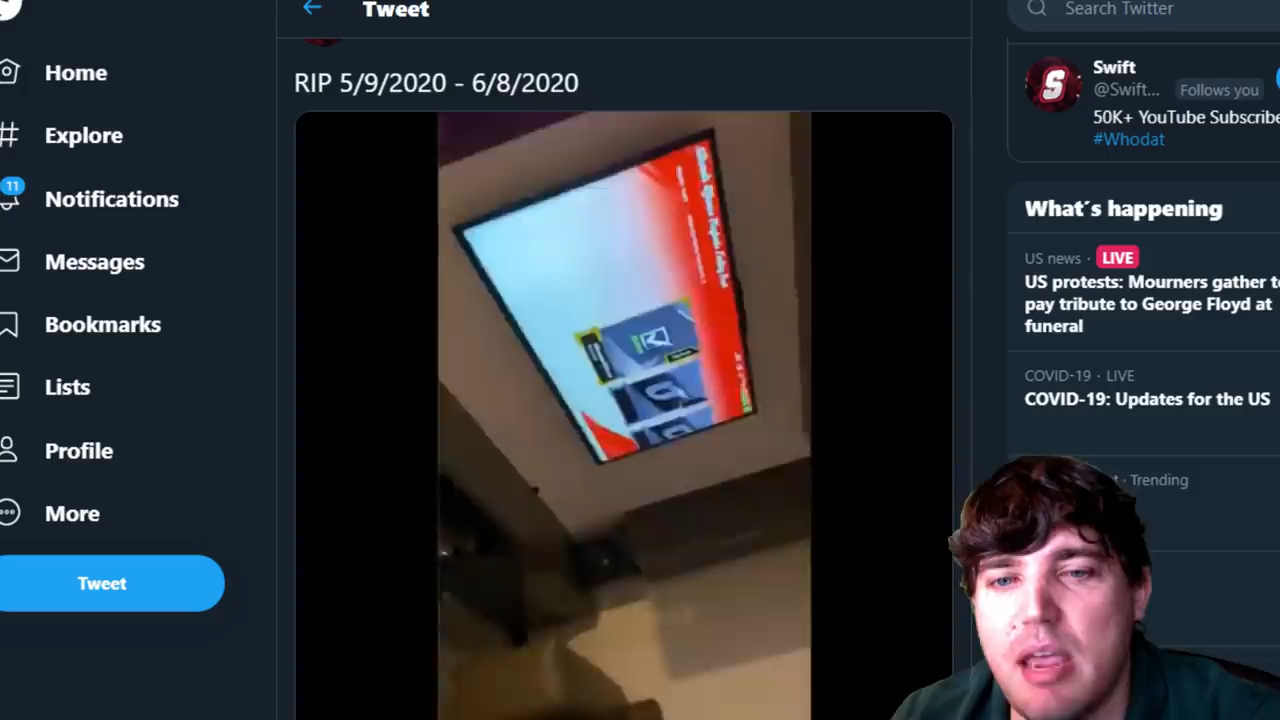 Tweet
Search Twitter
Home
Explore
11
Notifications
Messages
Bookmarks
Lists
Profile
More
Tweet
RIP 5/9/2020 - 6/8/2020
Swift
@Swift... Follows you
50K+ YouTube Subscribe
#Whodat
What´s happening
US news · LIVE
US protests: Mourners gather to
pay tribute to George Floyd at
funeral
COVID-19 · LIVE
COVID-19: Updates for the US
· Trending